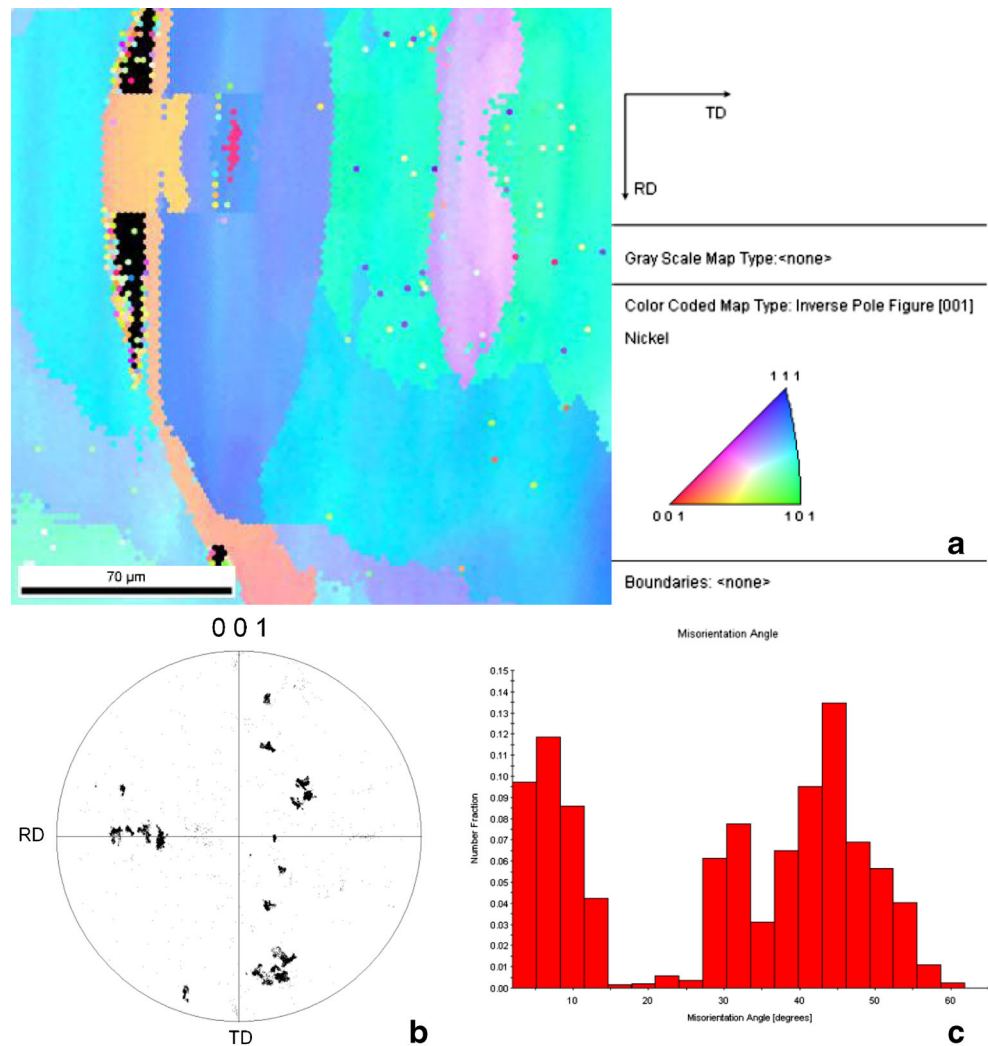 TD
RD
Gray Scale Map Type:<none>
Color Coded Map Type: Inverse Pole Figure [001]
Nickel
1 1 1
0 0 1
1 0 1
a
70 µm
Boundaries: <none>
0 0 1
RD
TD
b
Misorientation Angle
Number Fraction
0.15
0.14
0.13
0.12
0.11
0.10
0.09
0.08
0.07
0.06
0.05
0.04
0.03
0.02
0.01
0.00
10 20 30 40 50 60
Misorientation Angle [degrees]
c